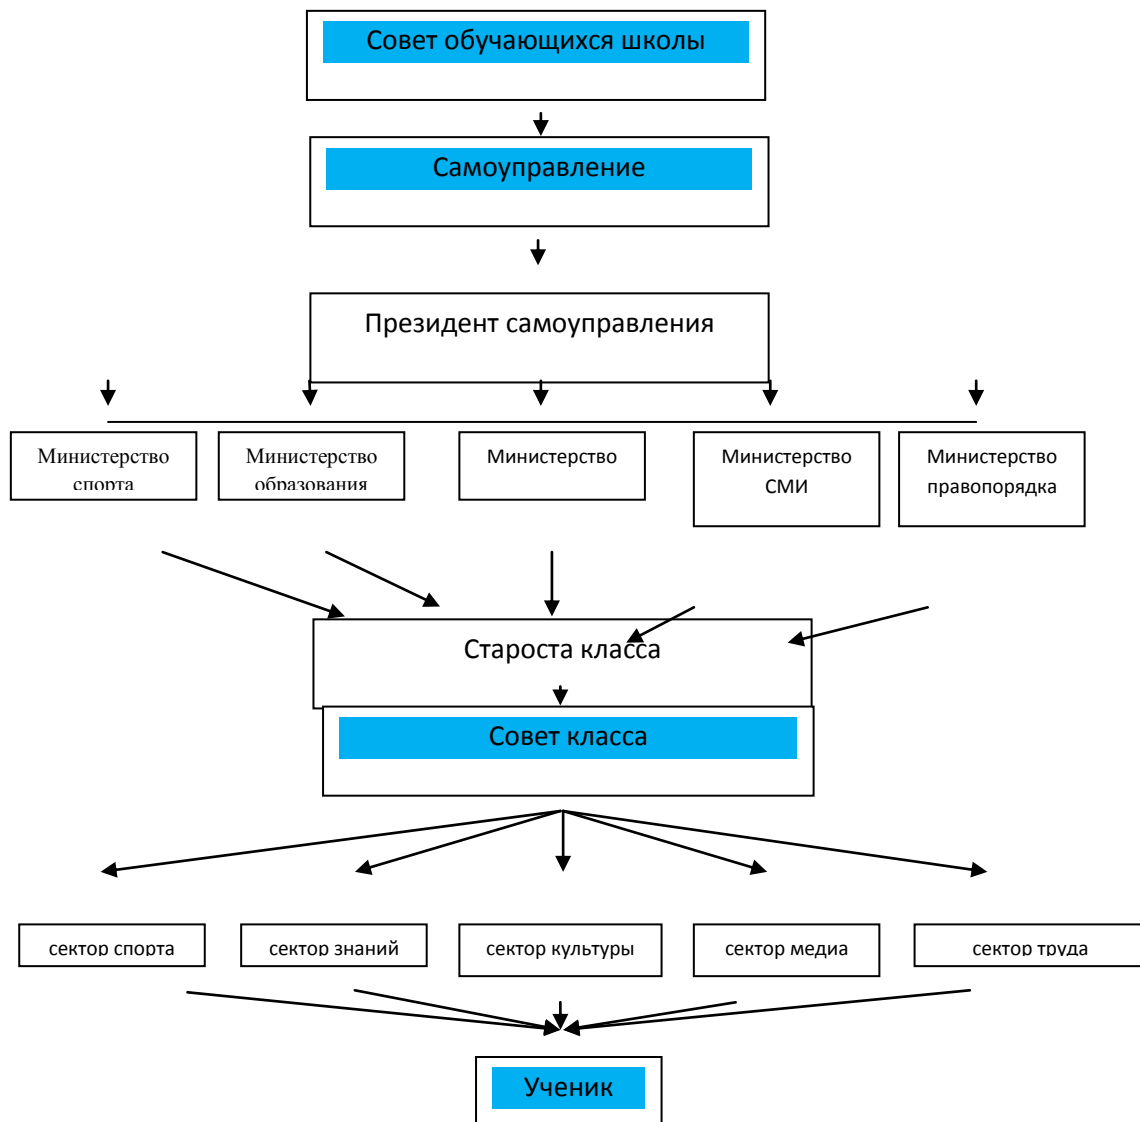 Совет обучающихся школы
Самоуправление
Президент самоуправления
Министерство
спорта
Министерство
образования
Министерство
Министерство
СМИ
Министерство
правопорядка
Староста класса
Совет класса
сектор спорта
сектор знаний
сектор культуры
сектор медиа
сектор труда
Ученик